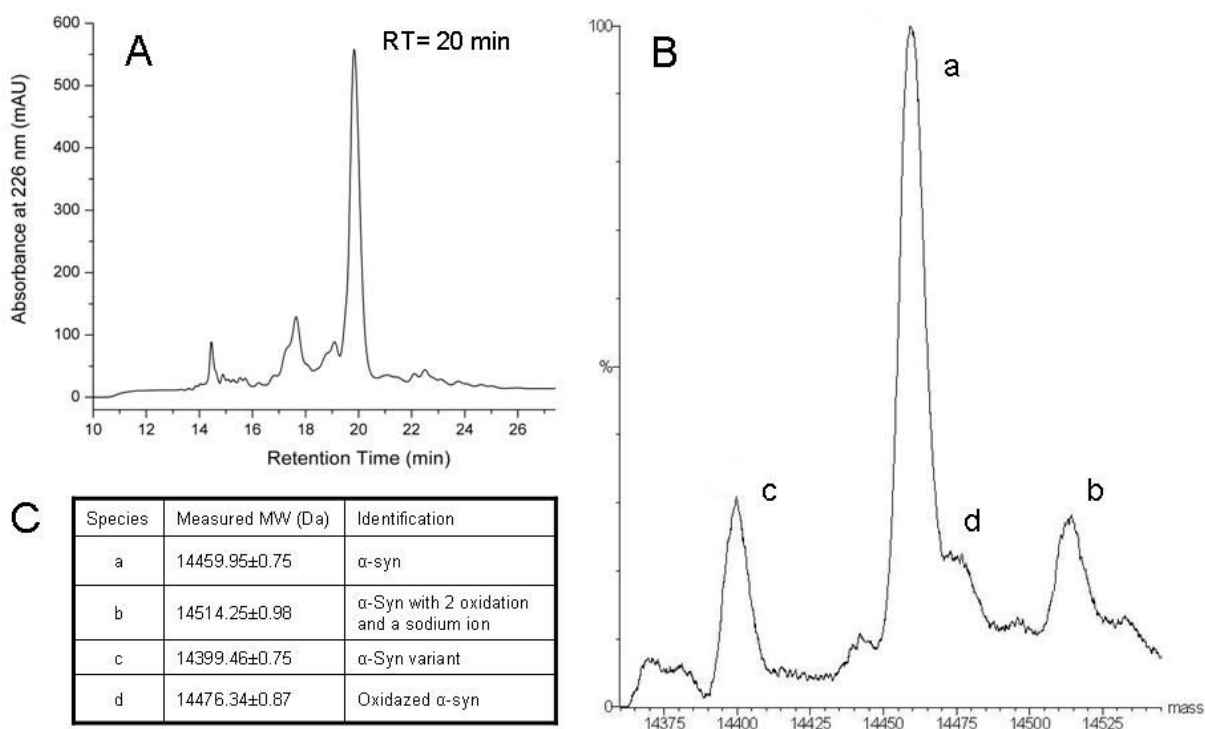 A
RT= 20 min
Absorbance at 226 nm (mAU)
600
500
400
300
200
100
0
10 12 14 16 18 20 22 24 26
Retention Time (min)
B
100
%
0
a
b
c
d
14375 14400 14425 14450 14475 14500 14525 mass
C
Species Measured MW (Da) Identification
a 14459.95±0.75 α-syn
b 14514.25±0.98 α-Syn with 2 oxidation
and a sodium ion
c 14399.46±0.75 α-Syn variant
d 14476.34±0.87 Oxidazed α-syn